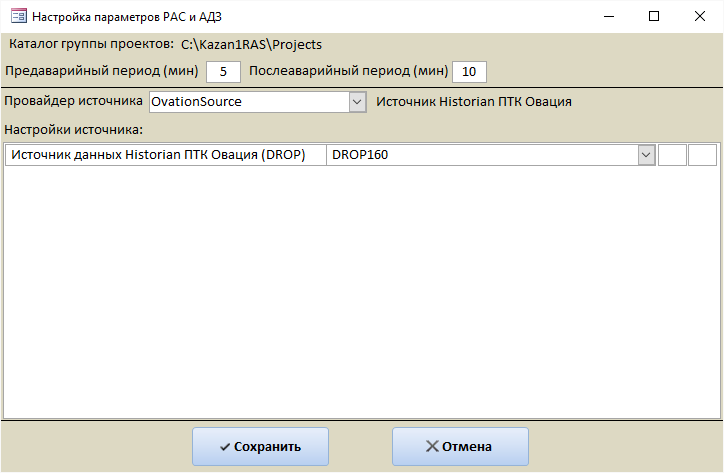 Настройка параметров РАС и АДЗ
Каталог группы проектов: C:\Kazan1RAS\Projects
Предаварийный период (мин) 5 Послеаварийный период (мин) 10
Провайдер источника OvationSource Источник Historian ПТК Овация
Настройки источника:
Источник данных Historian ПТК Овация (DROP) DROP160
Сохранить Отмена